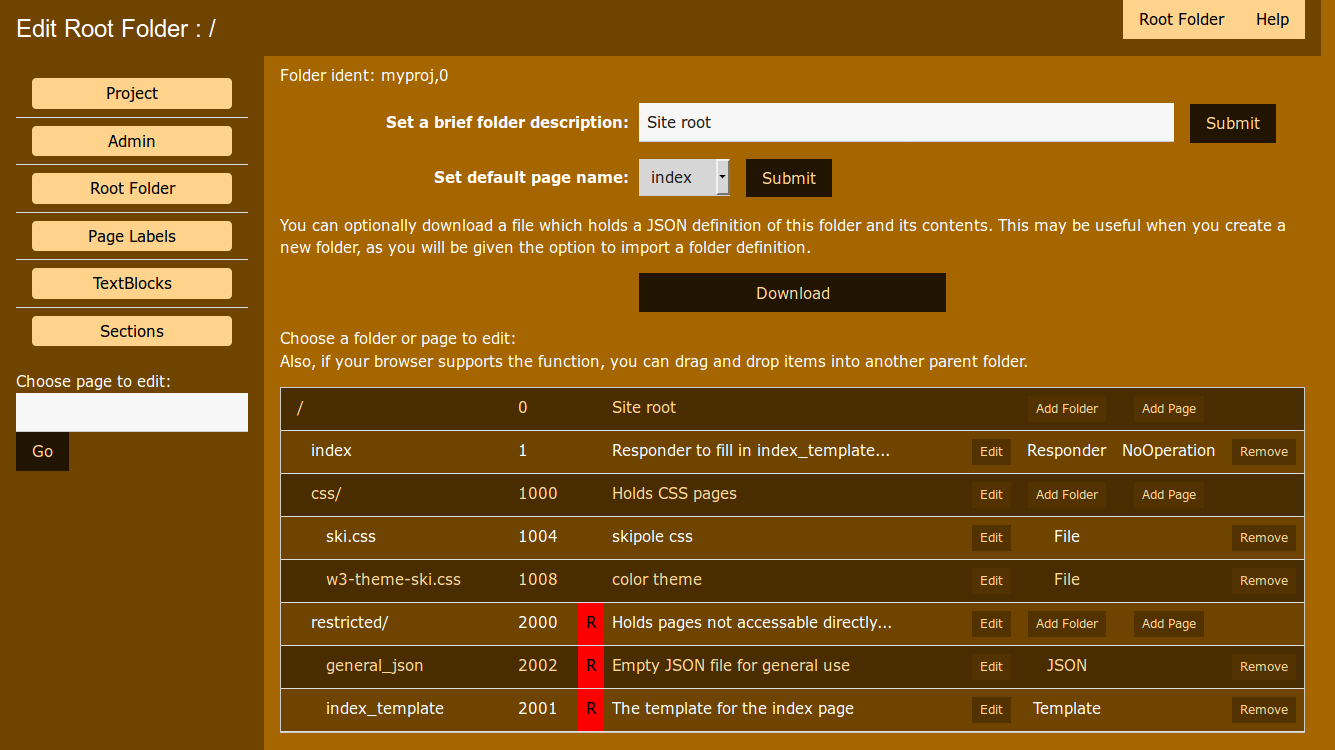 Edit Root Folder : /
Root Folder Help
Project
Admin
Root Folder
Page Labels
TextBlocks
Sections
Choose page to edit:
Go
Folder ident: myproj,0
Set a brief folder description: Site root Submit
Set default page name: index Submit
You can optionally download a file which holds a JSON definition of this folder and its contents. This may be useful when you create a
new folder, as you will be given the option to import a folder definition.
Download
Choose a folder or page to edit:
Also, if your browser supports the function, you can drag and drop items into another parent folder.
/ 0 Site root Add Folder Add Page
index 1 Responder to fill in index_template... Edit Responder NoOperation Remove
css/ 1000 Holds CSS pages Edit Add Folder Add Page
ski.css 1004 skipole css Edit File Remove
w3-theme-ski.css 1008 color theme Edit File Remove
restricted/ 2000 R Holds pages not accessable directly... Edit Add Folder Add Page
general_json 2002 R Empty JSON file for general use Edit JSON Remove
index_template 2001 R The template for the index page Edit Template Remove